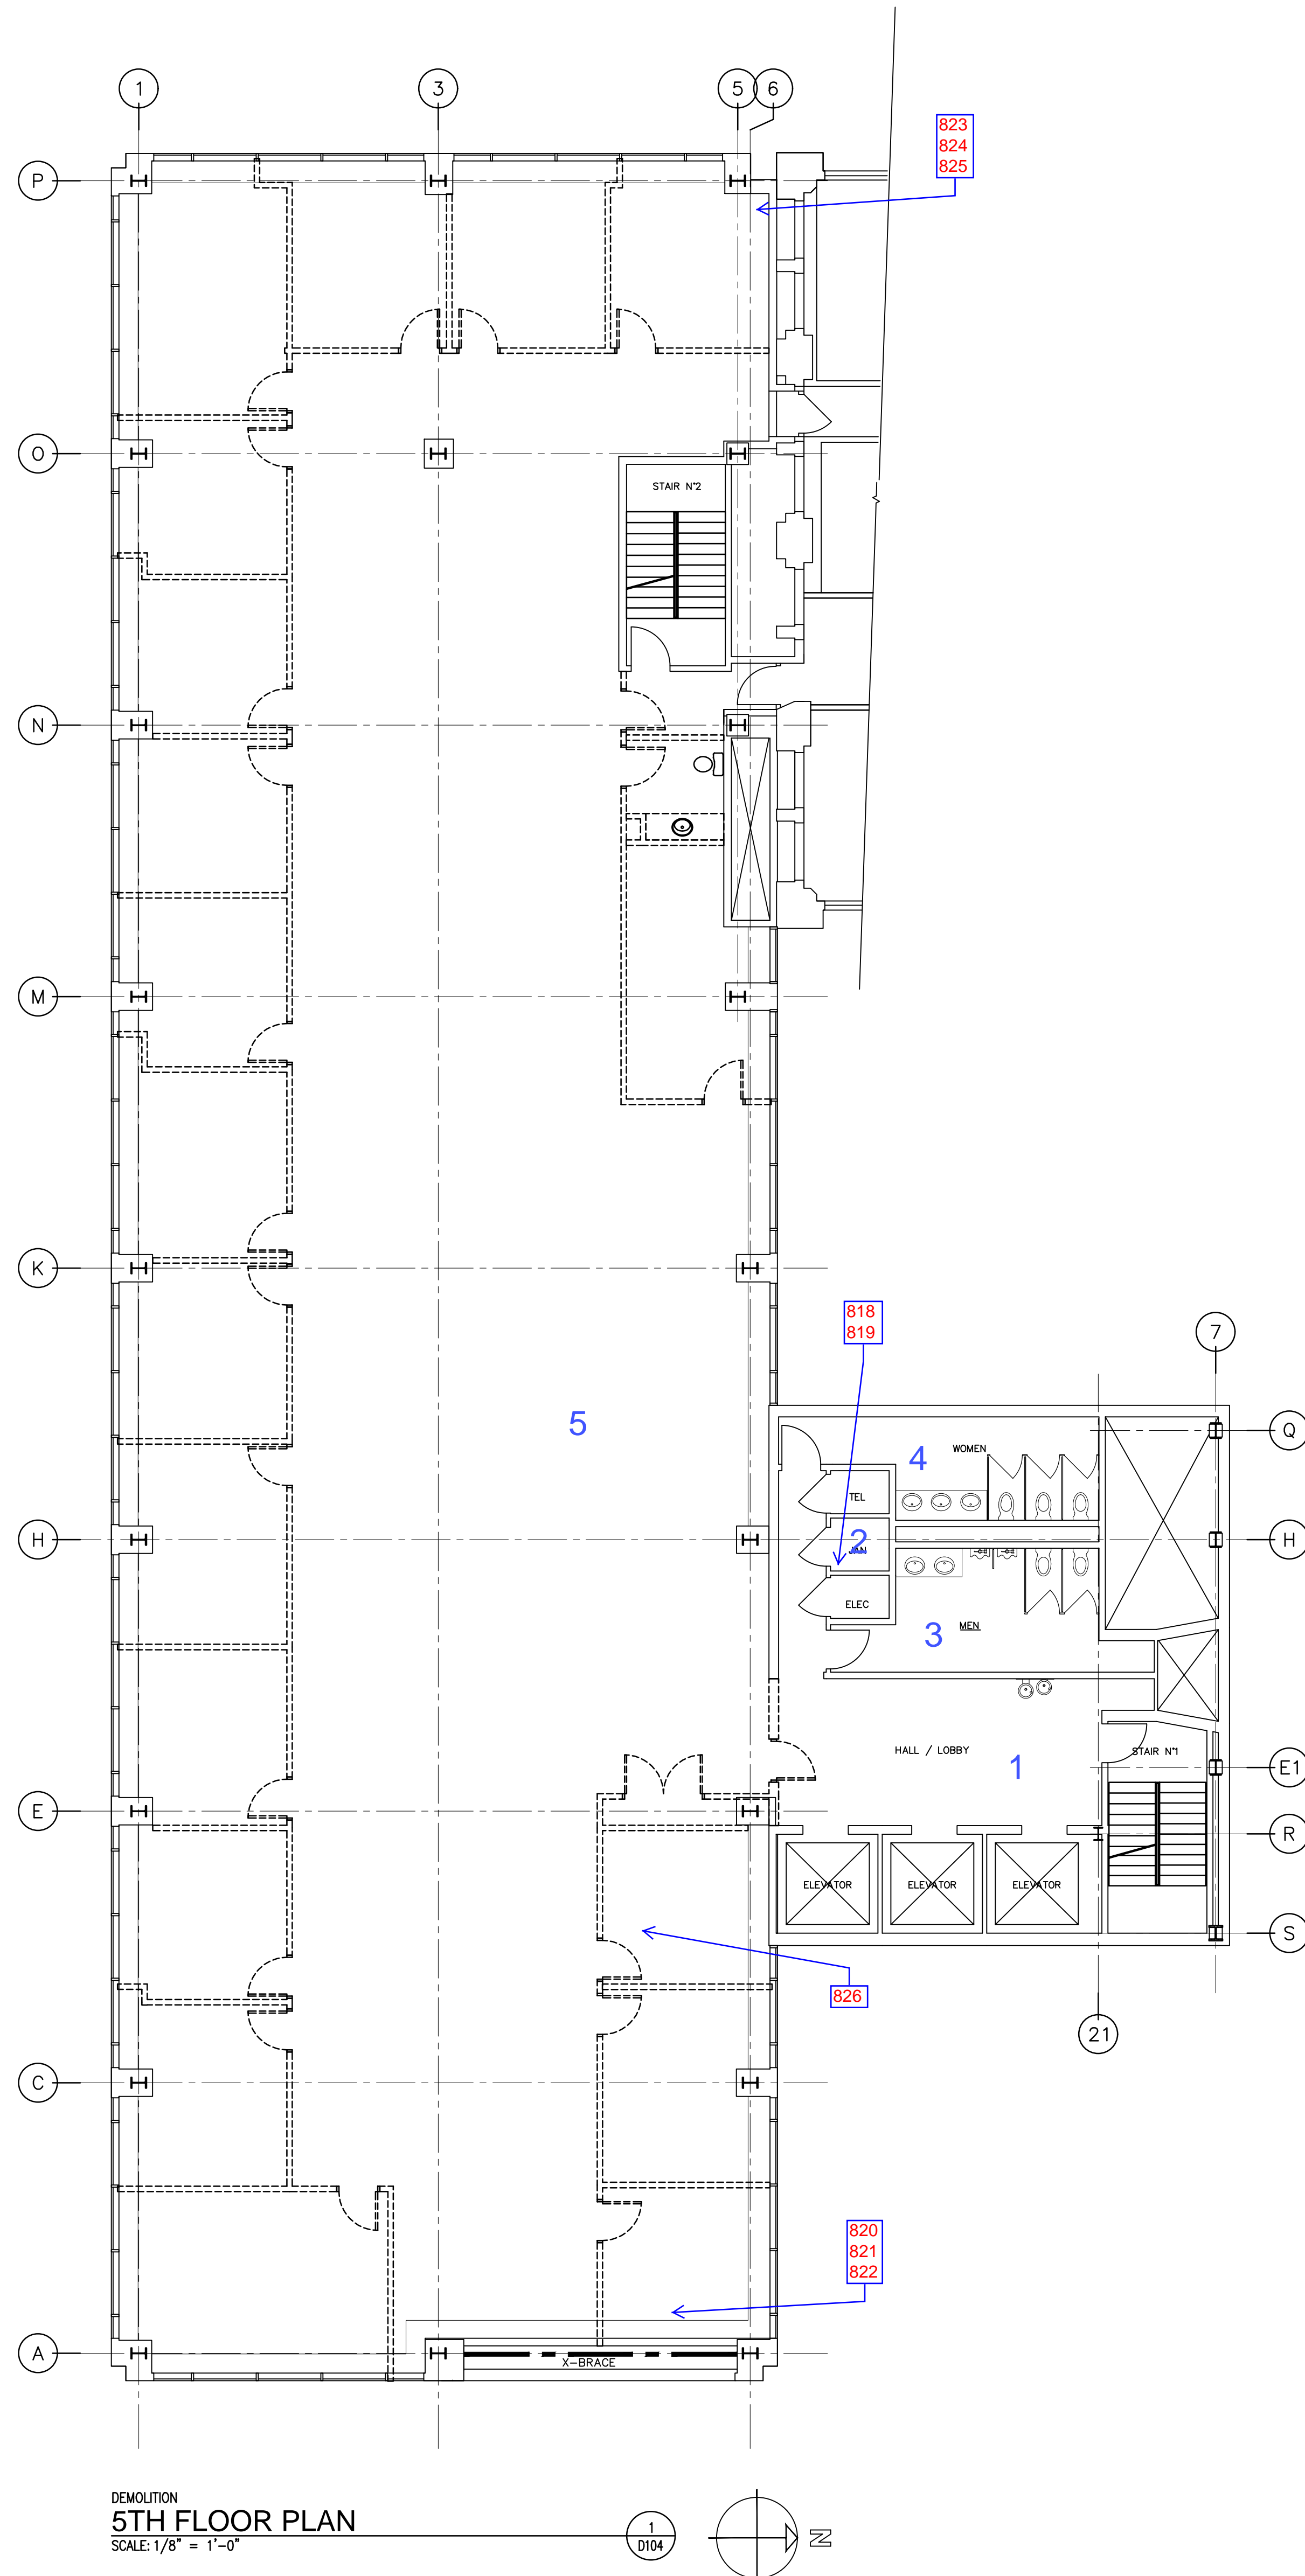 1
3
5
6
823
824
825
P
O
STAIR N°2
N
M
K
818
819
7
5
4
WOMEN
Q
TEL
2
JAN
H
H
ELEC
3
MEN
HALL / LOBBY
1
STAIR N°1
E1
E
R
ELEVATOR
ELEVATOR
ELEVATOR
S
826
21
C
820
821
822
A
X-BRACE
DEMOLITION
5TH FLOOR PLAN
SCALE: 1/8" = 1'-0"
1
D104
N